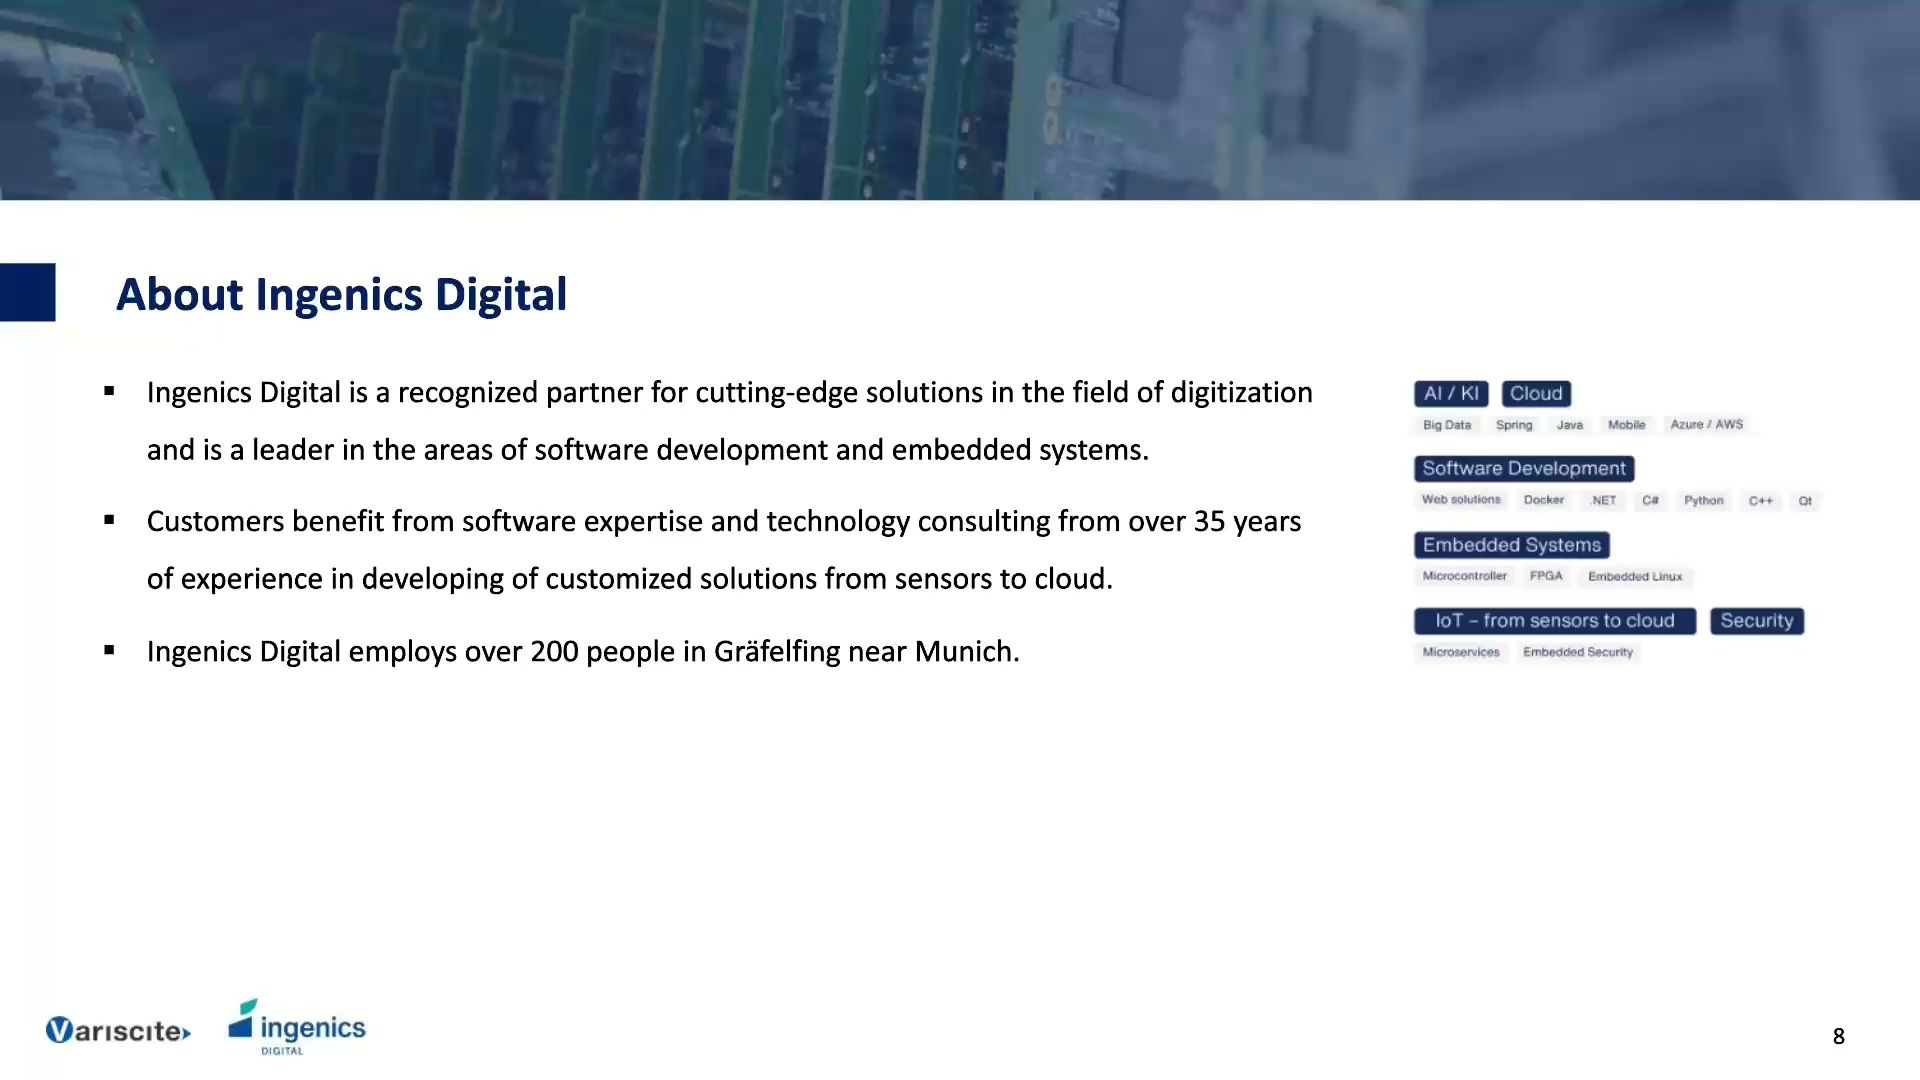 About Ingenics Digital
▪ Ingenics Digital is a recognized partner for cutting-edge solutions in the field of digitization
and is a leader in the areas of software development and embedded systems.
▪ Customers benefit from software expertise and technology consulting from over 35 years
of experience in developing of customized solutions from sensors to cloud.
▪ Ingenics Digital employs over 200 people in Gräfelfing near Munich.
AI / KI Cloud
Big Data Spring Java Mobile Azure / AWS
Software Development
Web solutions Docker .NET C# Python C++ Qt
Embedded Systems
Microcontroller FPGA Embedded Linux
IoT – from sensors to cloud Security
Microservices Embedded Security
Variscite
ingenics
DIGITAL
8